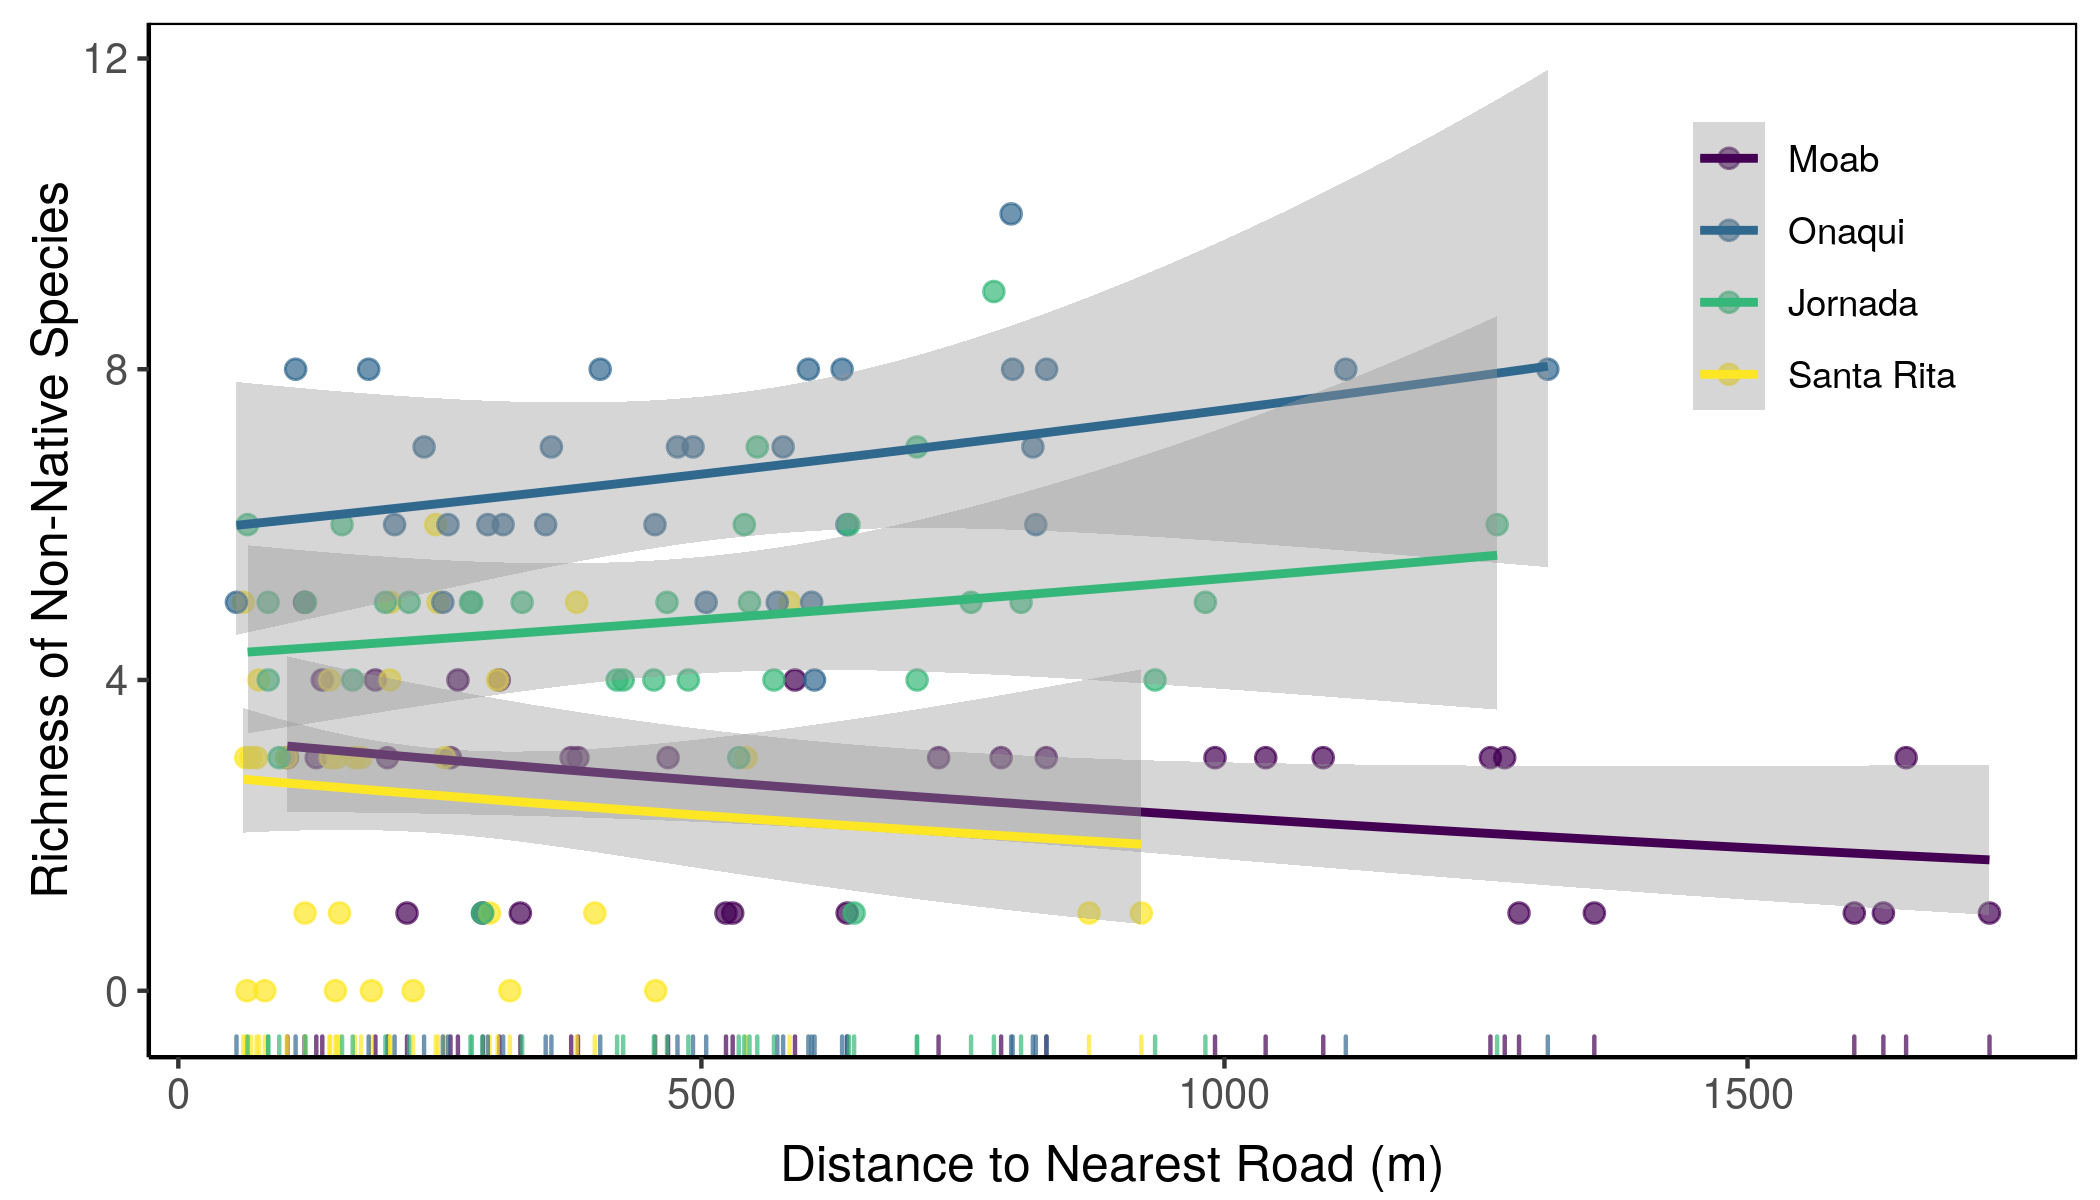 Richness of Non-Native Species
12
8
4
0
Moab
Onaqui
Jornada
Santa Rita
0 500 1000 1500
Distance to Nearest Road (m)